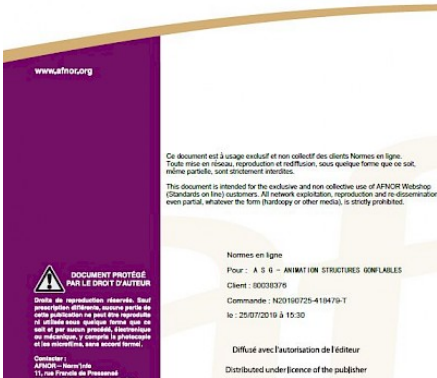 www.afnor.org
Ce document est à usage exclusif et non collectif des clients Normes en ligne.
Toute mise en réseau, reproduction et rediffusion, sous quelque forme que ce soit,
même partielle, sont strictement interdites.
This document is intended for the exclusive and non collective use of AFNOR Webshop
(Standards on line) customers. All network exploitation, reproduction and re-dissemination,
even partial, whatever the form (hardcopy or other media), is strictly prohibited.
DOCUMENT PROTÉGÉ
PAR LE DROIT D'AUTEUR
Droits de reproduction réservés. Sauf
prescription différente, aucune partie de
cette publication ne peut être reproduite
ni utilisée sous quelque forme que ce
soit et par aucun procédé, électronique
ou mécanique, y compris la photocopie
et les microfilms, sans accord formel.
Contacter :
AFNOR – Norm'Info
11, rue Francis de Pressensé
Normes en ligne
Pour : A S G - ANIMATION STRUCTURES GONFLABLES
Client : 80038376
Commande : N20190725-418479-T
le : 25/07/2019 à 15:30
Diffusé avec l'autorisation de l'éditeur
Distributed under licence of the publisher